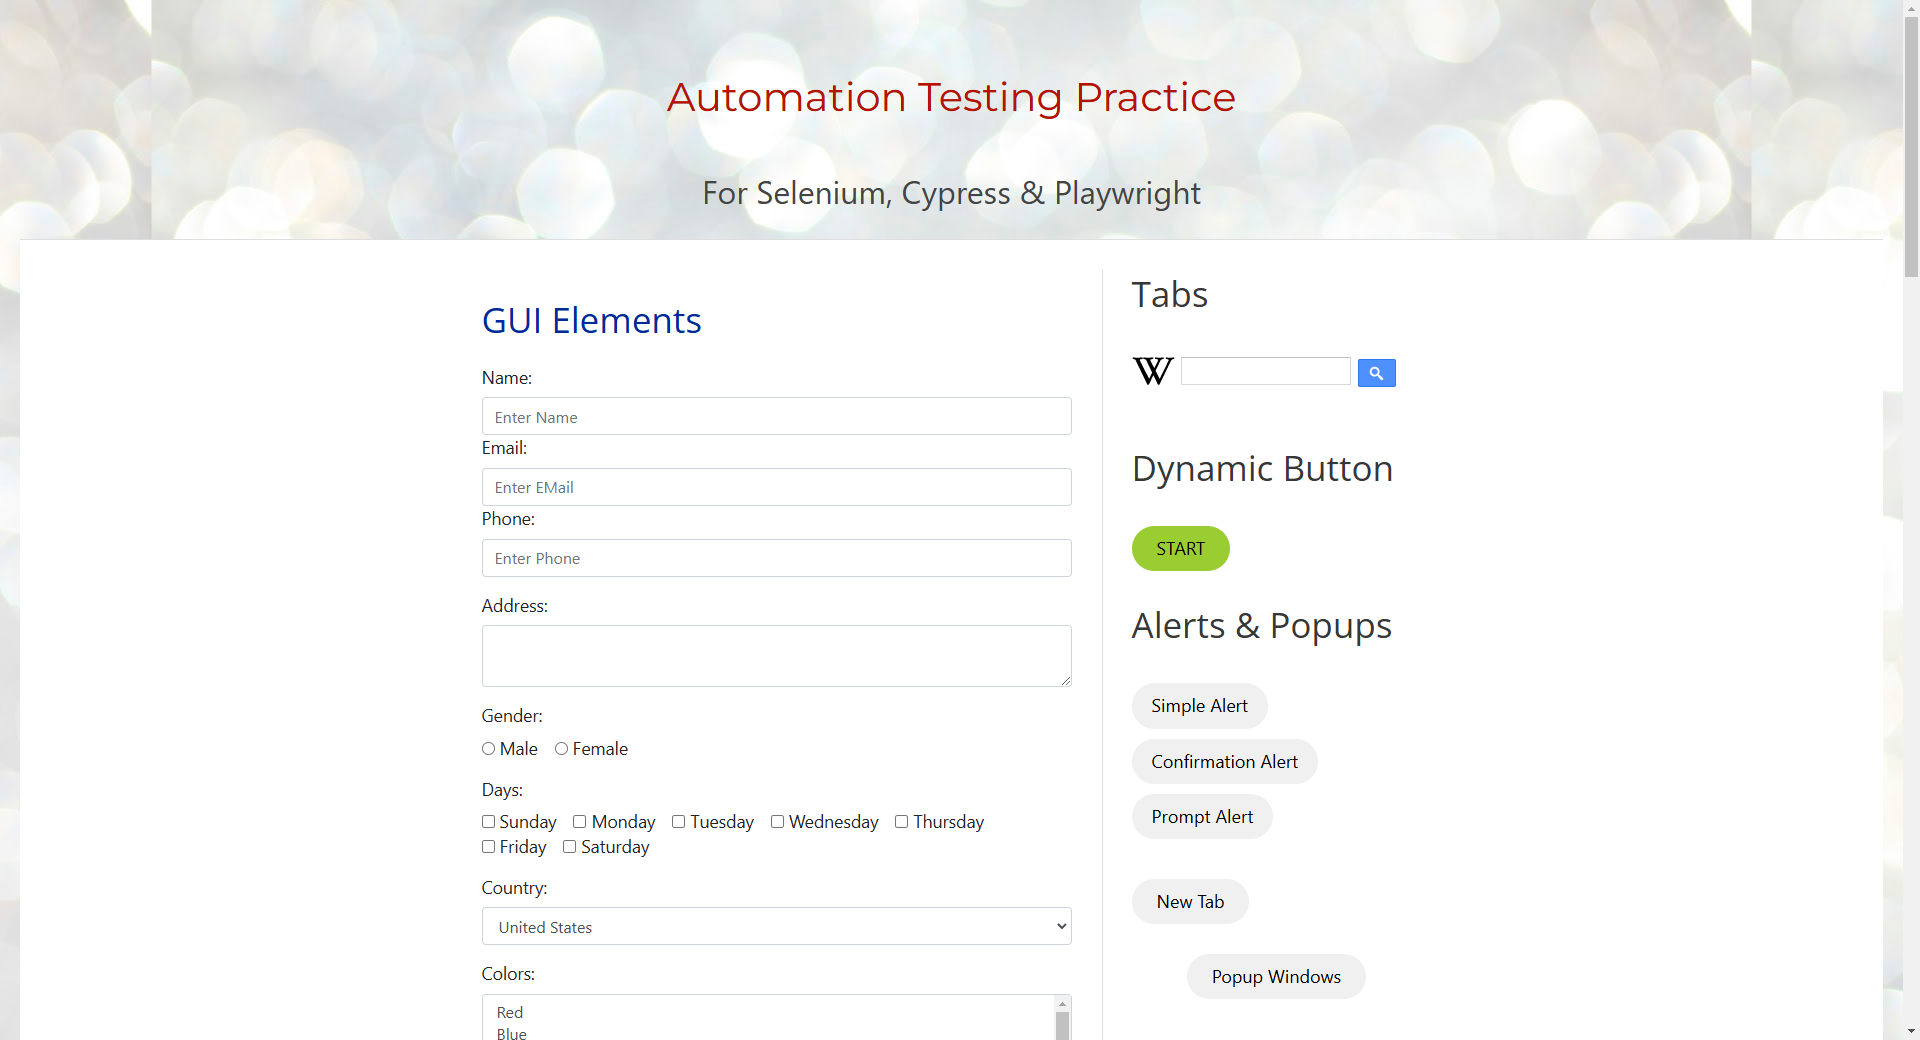 Automation Testing Practice
For Selenium, Cypress & Playwright
GUI Elements
Name:
Enter Name
Email:
Enter EMail
Phone:
Enter Phone
Address:
Gender:
Male Female
Days:
Sunday Monday Tuesday Wednesday Thursday
Friday Saturday
Country:
United States
Colors:
Red
Blue
Tabs
W
Dynamic Button
START
Alerts & Popups
Simple Alert
Confirmation Alert
Prompt Alert
New Tab
Popup Windows